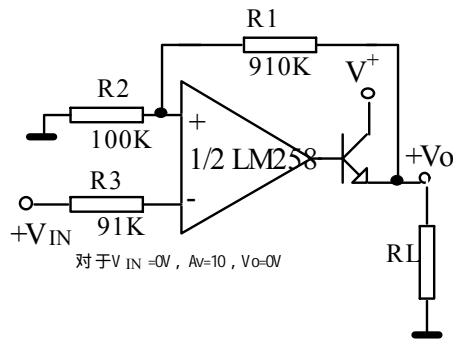 R1
910K
V+
R2
100K
+
1/2 LM258
+Vo
R3
-
91K
+VIN
RL
对于V IN =0V , Av=10 , Vo=0V